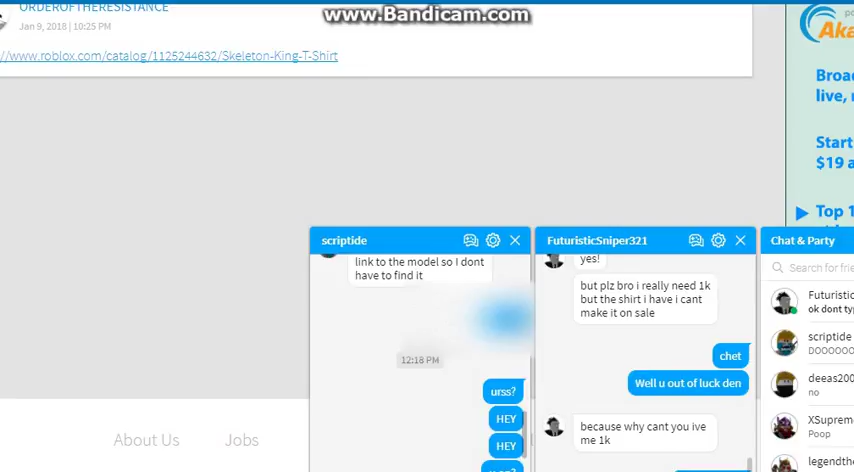 www.Bandicam.com
ORDEROFTHERESISTANCE
Jan 9, 2018 | 10:25 PM
//www.roblox.com/catalog/1125244632/Skeleton-King-T-Shirt
Aka
Broa
live, r
Start
$19 a
Top 1
scriptide
link to the model so I dont
have to find it
12:18 PM
urss?
HEY
HEY
FuturisticSniper321
yes!
but plz bro i really need 1k
but the shirt i have i cant
make it on sale
chet
Well u out of luck den
because why cant you ive
me 1k
Chat & Party
Search for frie
Futuristic
ok dont typ
scriptide
DOOOOOO
deeas200
no
XSuprem
Poop
legendthe
About Us
Jobs